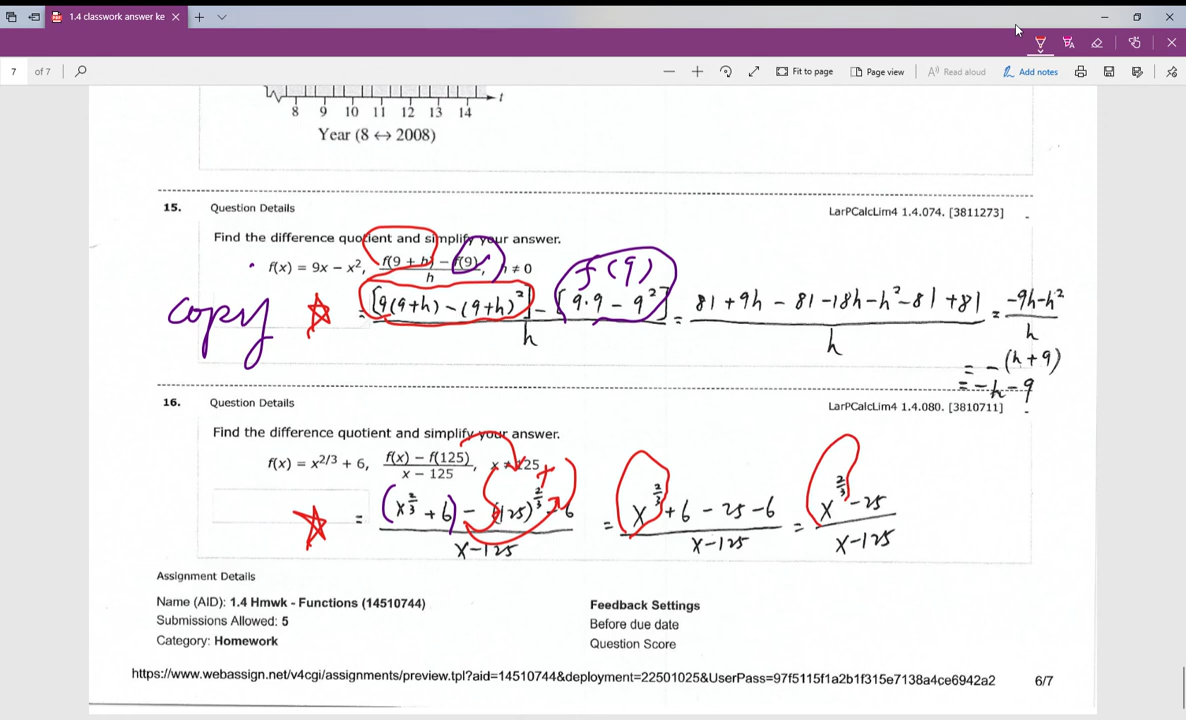 1.4 classwork answer ke
7 of 7
Fit to page
Page view
Read aloud
Add notes
t
8 9 10 11 12 13 14
Year (8 ↔ 2008)
15. Question Details
LarPCalcLim4 1.4.074. [3811273]
Find the difference quotient and simplify your answer.
f(x) = 9x − x², f(9 + h) − f(9) / h, h ≠ 0
f(9)
copy
= [9(9+h) − (9+h)²] − [9·9 − 9²] / h = 81 + 9h − 81 − 18h − h² − 81 + 81 / h = −9h − h² / h
= −(h + 9)
= −h − 9
16. Question Details
LarPCalcLim4 1.4.080. [3810711]
Find the difference quotient and simplify your answer.
f(x) = x^2/3 + 6, f(x) − f(125) / x − 125, x ≠ 125
+
= (x^2/3 + 6) − (125)^2/3 − 6 / x − 125 = x^2/3 + 6 − 25 − 6 / x − 125 = x^2/3 − 25 / x − 125
Assignment Details
Name (AID): 1.4 Hmwk - Functions (14510744)
Submissions Allowed: 5
Category: Homework
Feedback Settings
Before due date
Question Score
https://www.webassign.net/v4cgi/assignments/preview.tpl?aid=14510744&deployment=22501025&UserPass=97f5115f1a2b1f315e7138a4ce6942a2
6/7